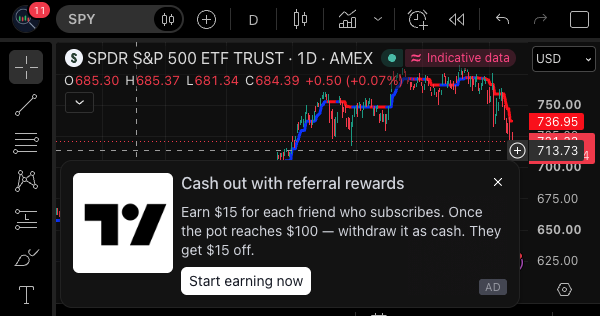 11
SPY
D
SPDR S&P 500 ETF TRUST · 1D · AMEX
Indicative data
USD
O685.30 H685.37 L681.34 C684.39 +0.50 (+0.07%)
750.00
736.95
713.73
700.00
675.00
650.00
625.00
Cash out with referral rewards
Earn $15 for each friend who subscribes. Once
the pot reaches $100 — withdraw it as cash. They
get $15 off.
Start earning now
AD